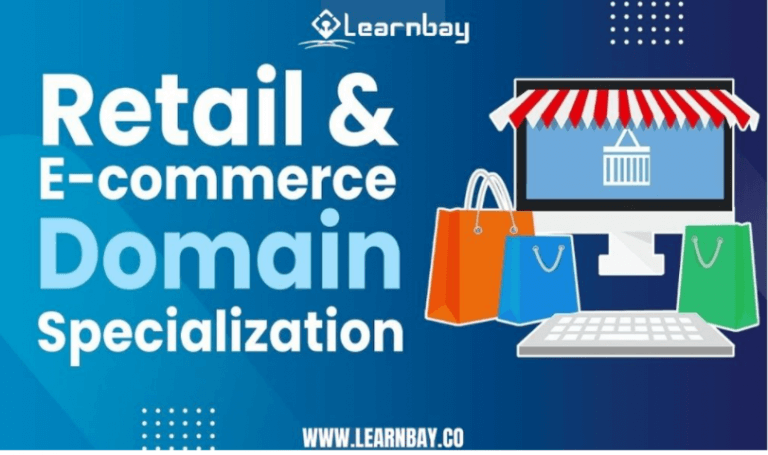 Learnbay
Retail &
E-commerce
Domain
Specialization
WWW.LEARNBAY.CO